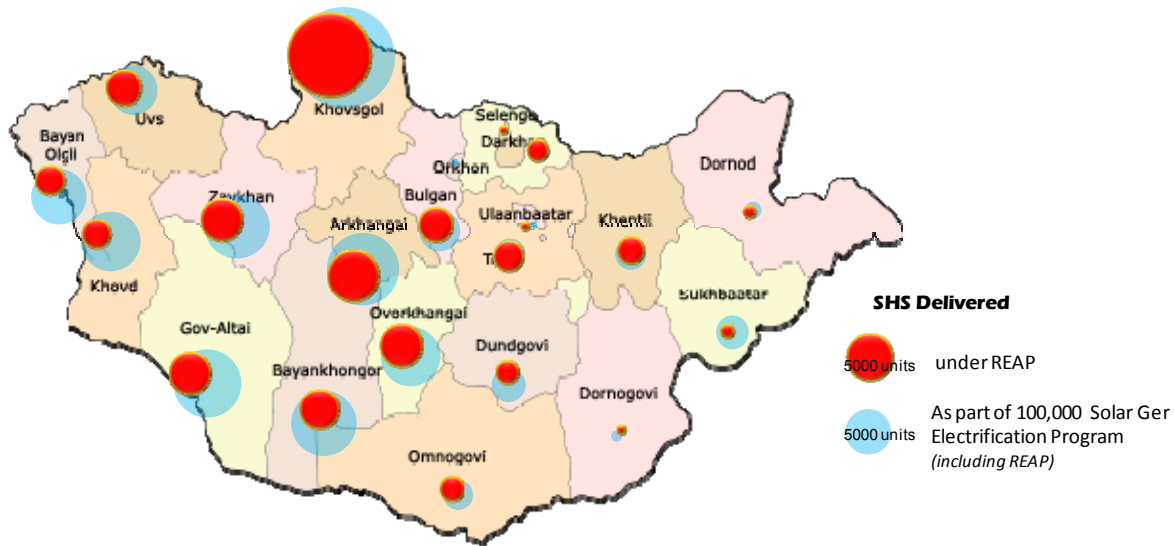 Khovsgol
Uvs
Selenge
Bayan
Olgii
Orkhon
Dornod
Bulgan
Ulaanbaatar
Khentii
Arkhangai
Khovd
Sukhbaatar
Overkhangai
Gov-Altai
Dundgovi
Bayankhongor
Dornogovi
Omnogovi
SHS Delivered
5000 units
under REAP
5000 units
As part of 100,000 Solar Ger
Electrification Program
(including REAP)